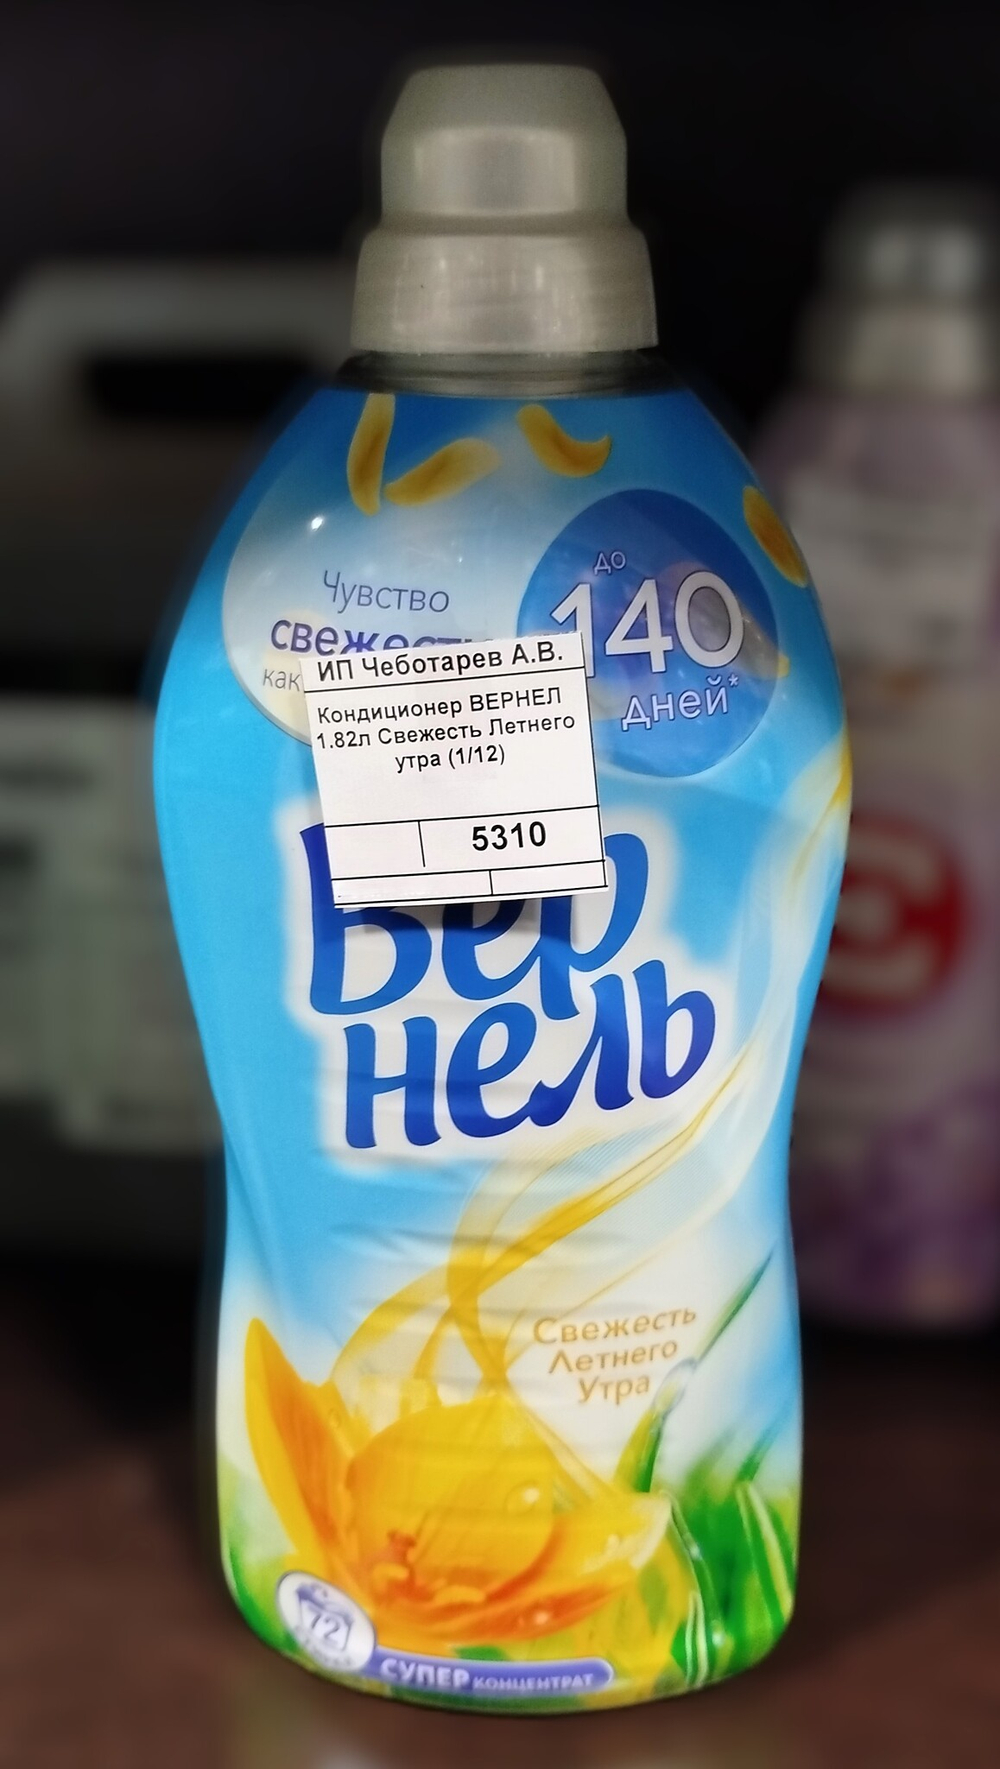 до
140
дней*
Чувство
как
ИП Чеботарев А.В.
Кондиционер ВЕРНЕЛ
1.82л Свежесть Летнего
утра (1/12)
5310
Вер
нель
Свежесть
Летнего
Утра
72
СУПЕР КОНЦЕНТРАТ